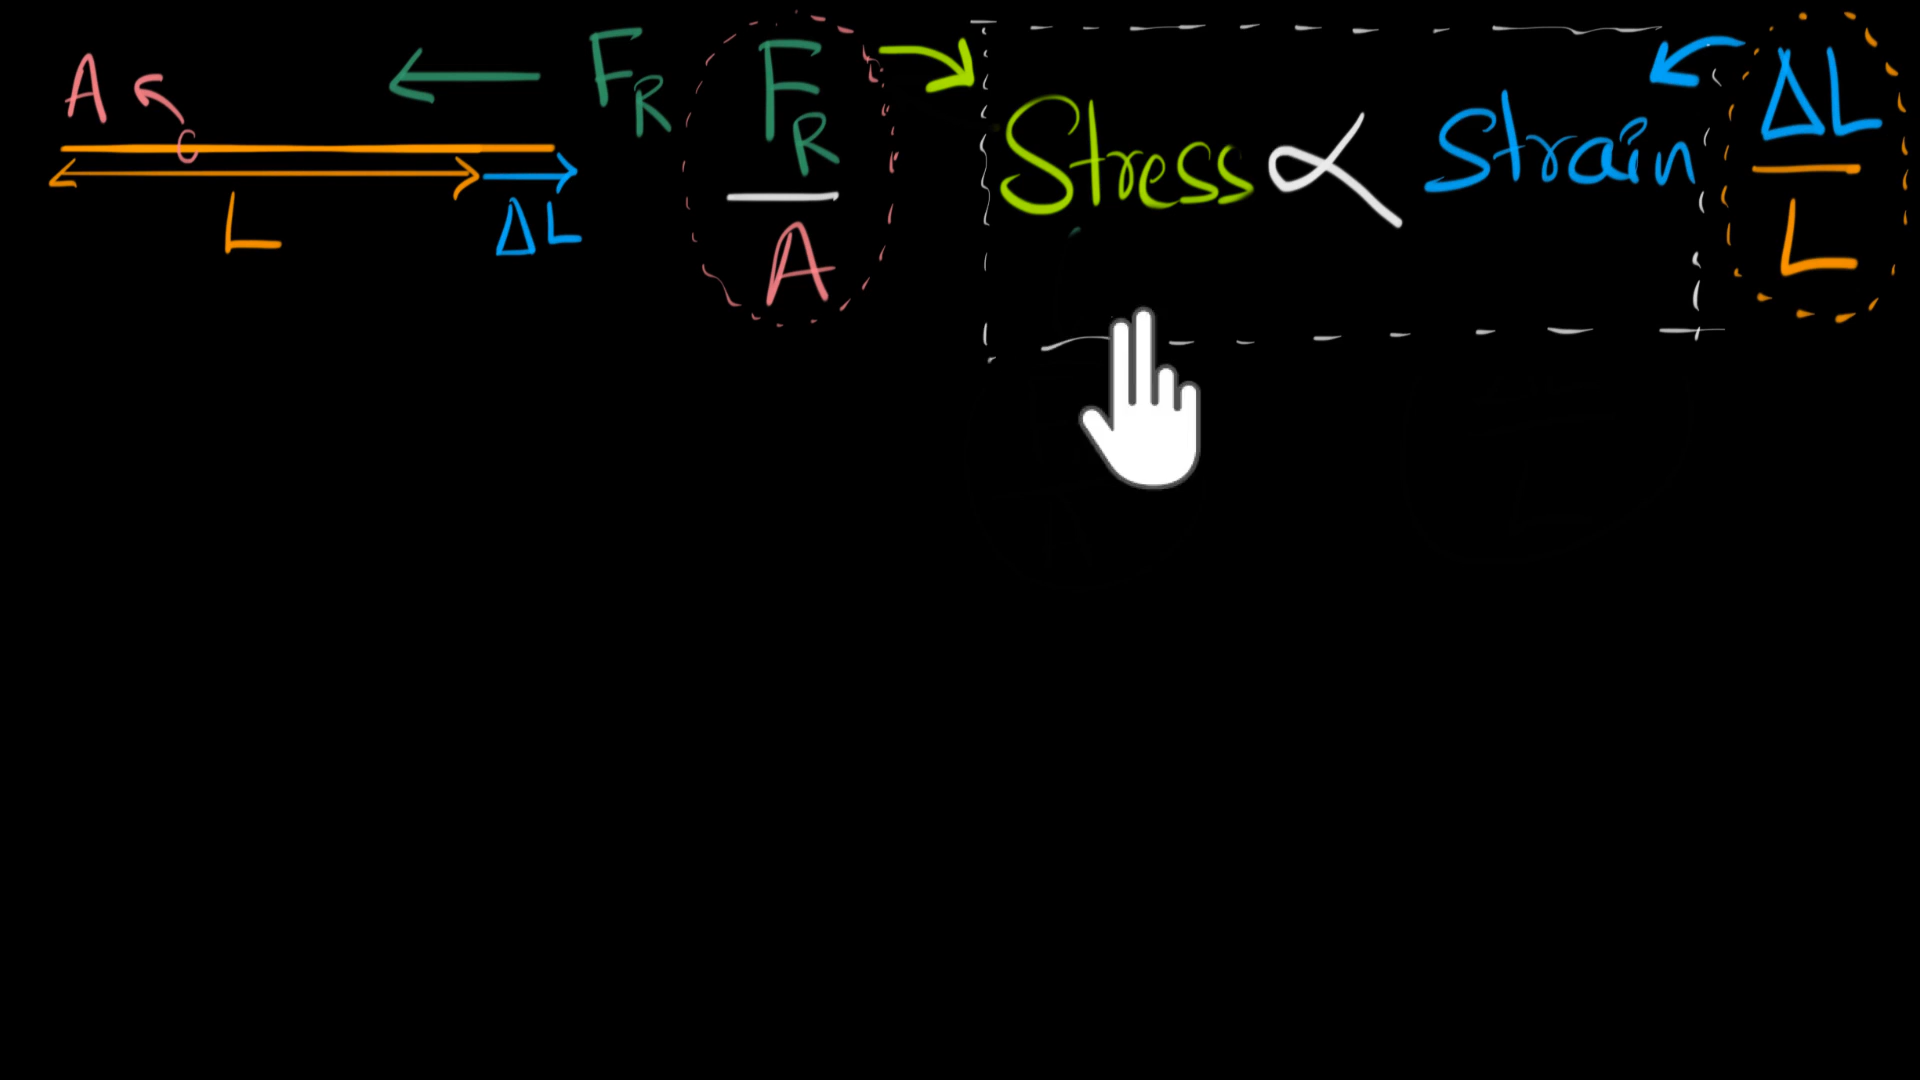 A
F_R
L
ΔL
F_R
A
Stress ∝ Strain
ΔL
L